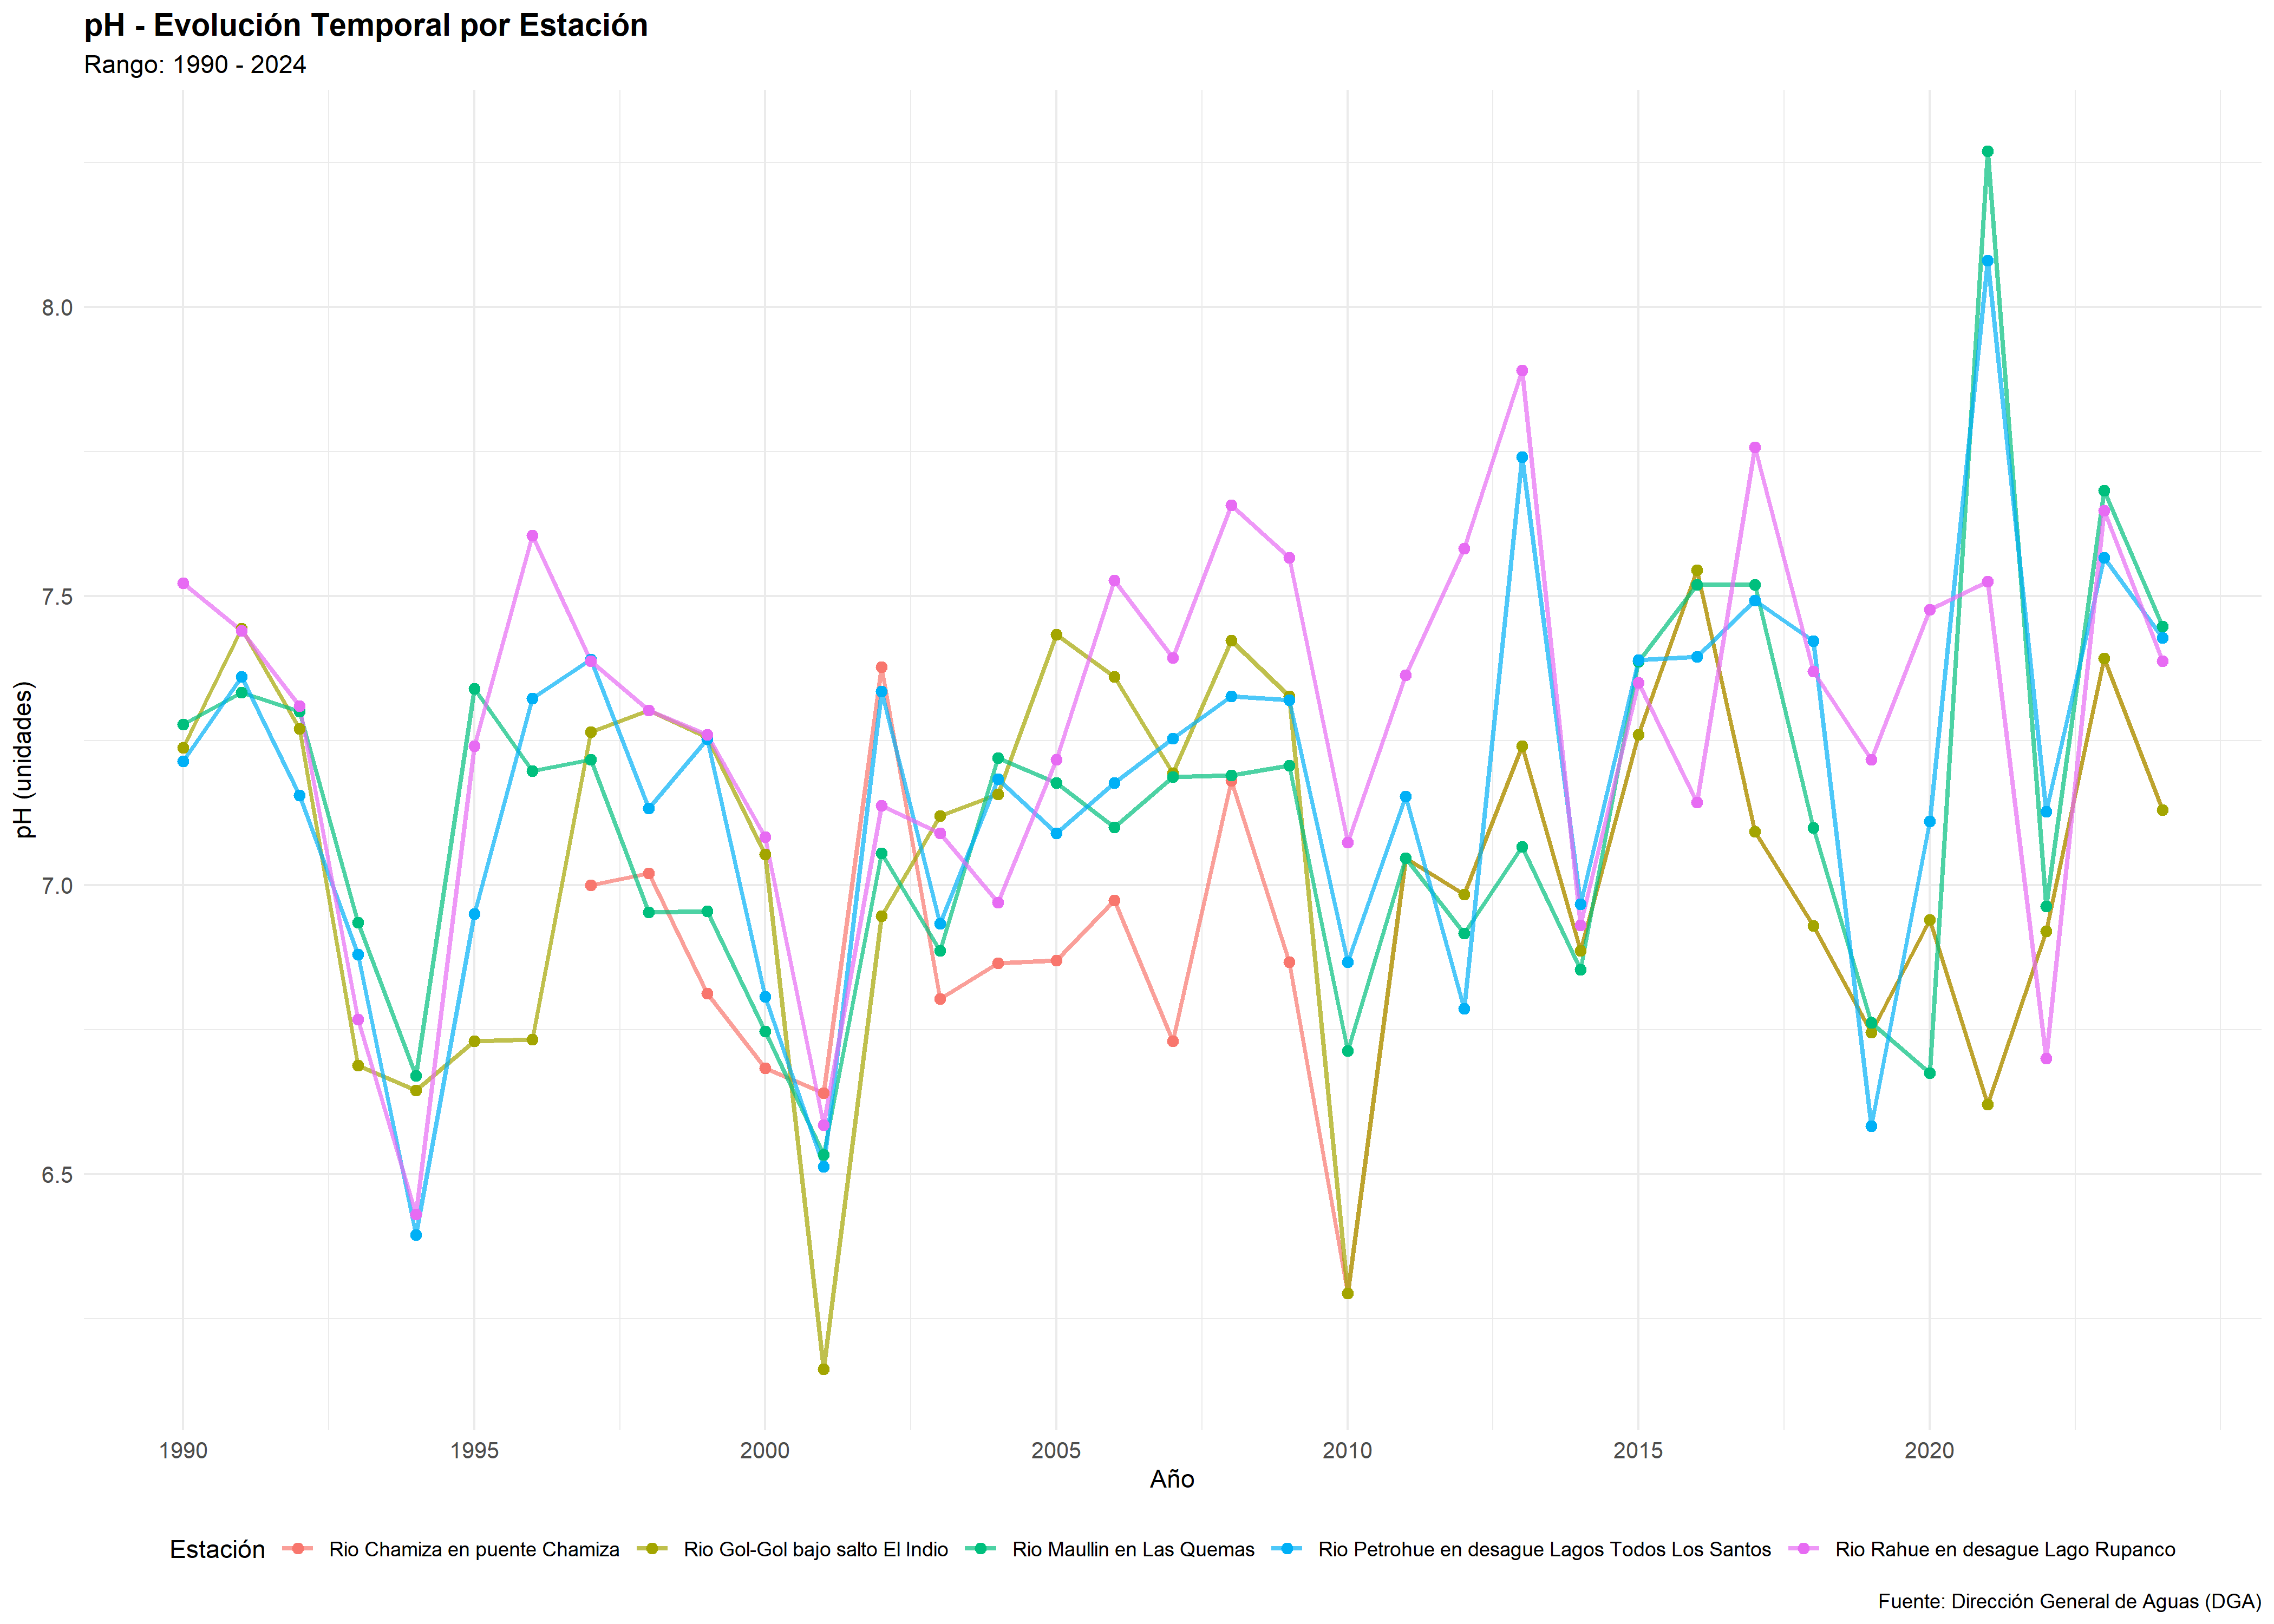 pH - Evolución Temporal por Estación
Rango: 1990 - 2024
8.0
7.5
7.0
6.5
pH (unidades)
1990 1995 2000 2005 2010 2015 2020
Año
Estación Rio Chamiza en puente Chamiza Rio Gol-Gol bajo salto El Indio Rio Maullin en Las Quemas Rio Petrohue en desague Lagos Todos Los Santos Rio Rahue en desague Lago Rupanco
Fuente: Dirección General de Aguas (DGA)